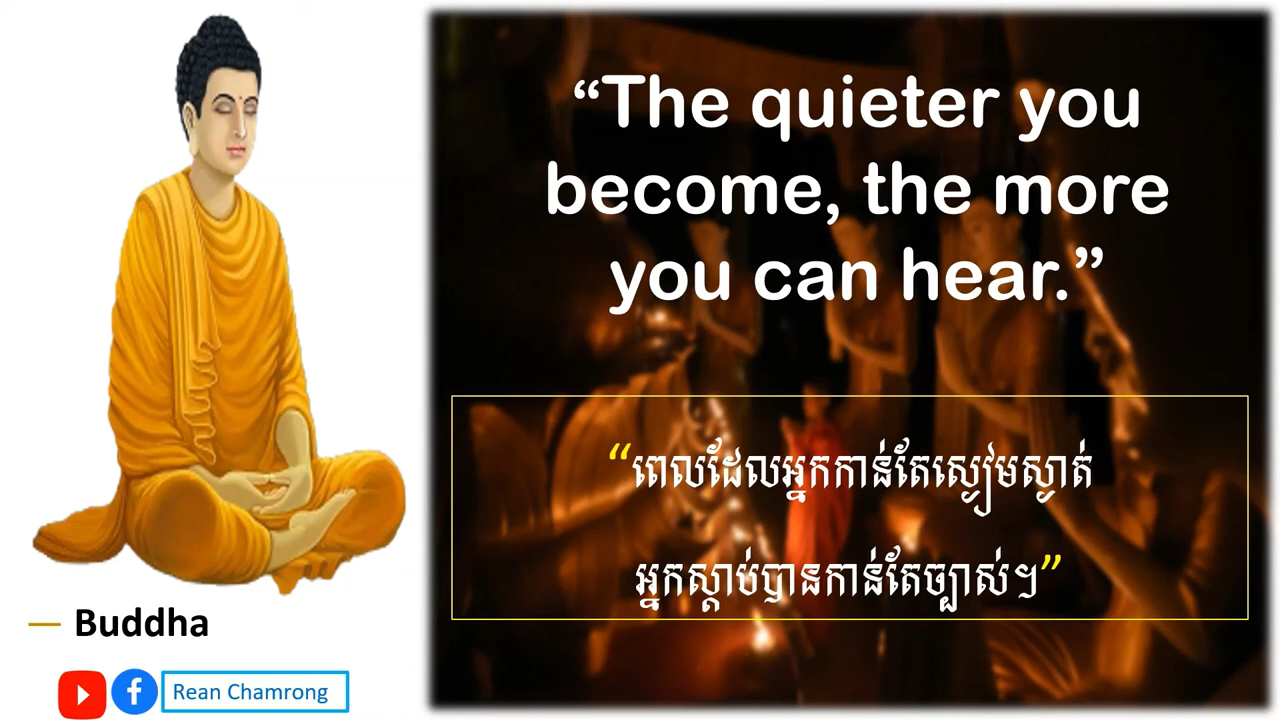 “The quieter you
become, the more
you can hear.”
“ពេលដែលអ្នកកាន់តែស្ងៀមស្ងាត់
អ្នកស្តាប់បានកាន់តែច្បាស់។”
— Buddha
Rean Chamrong